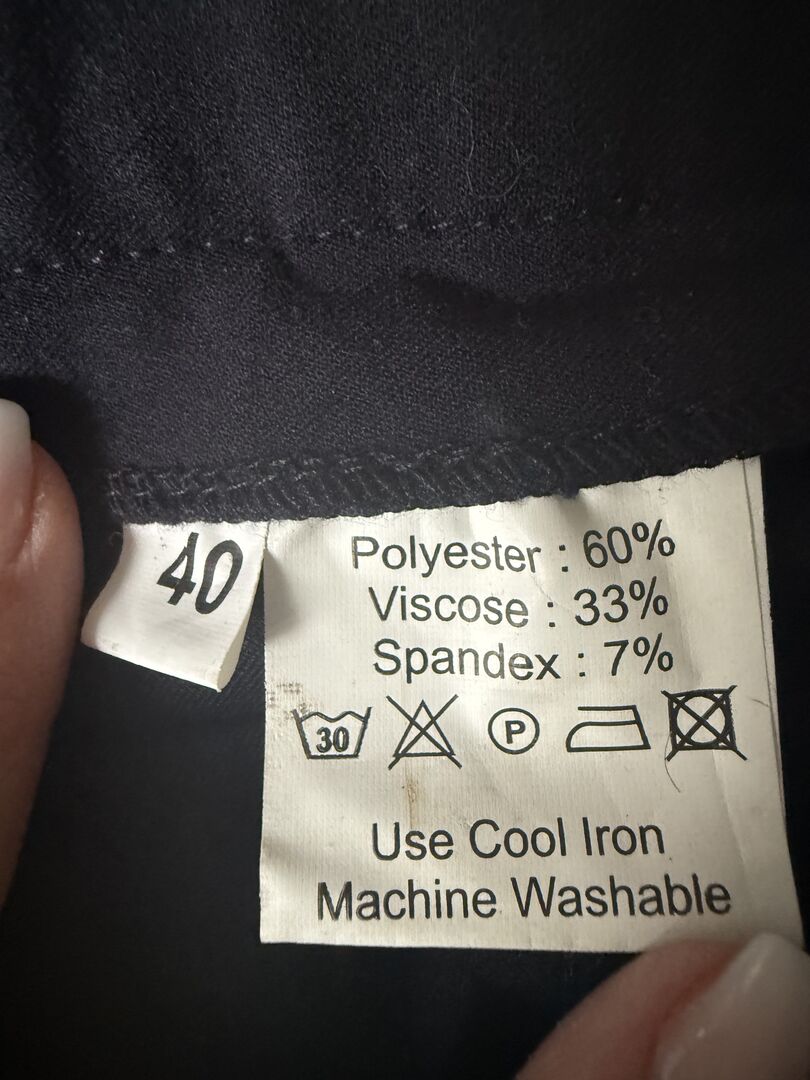 40
Polyester : 60%
Viscose : 33%
Spandex : 7%
30 P
Use Cool Iron
Machine Washable